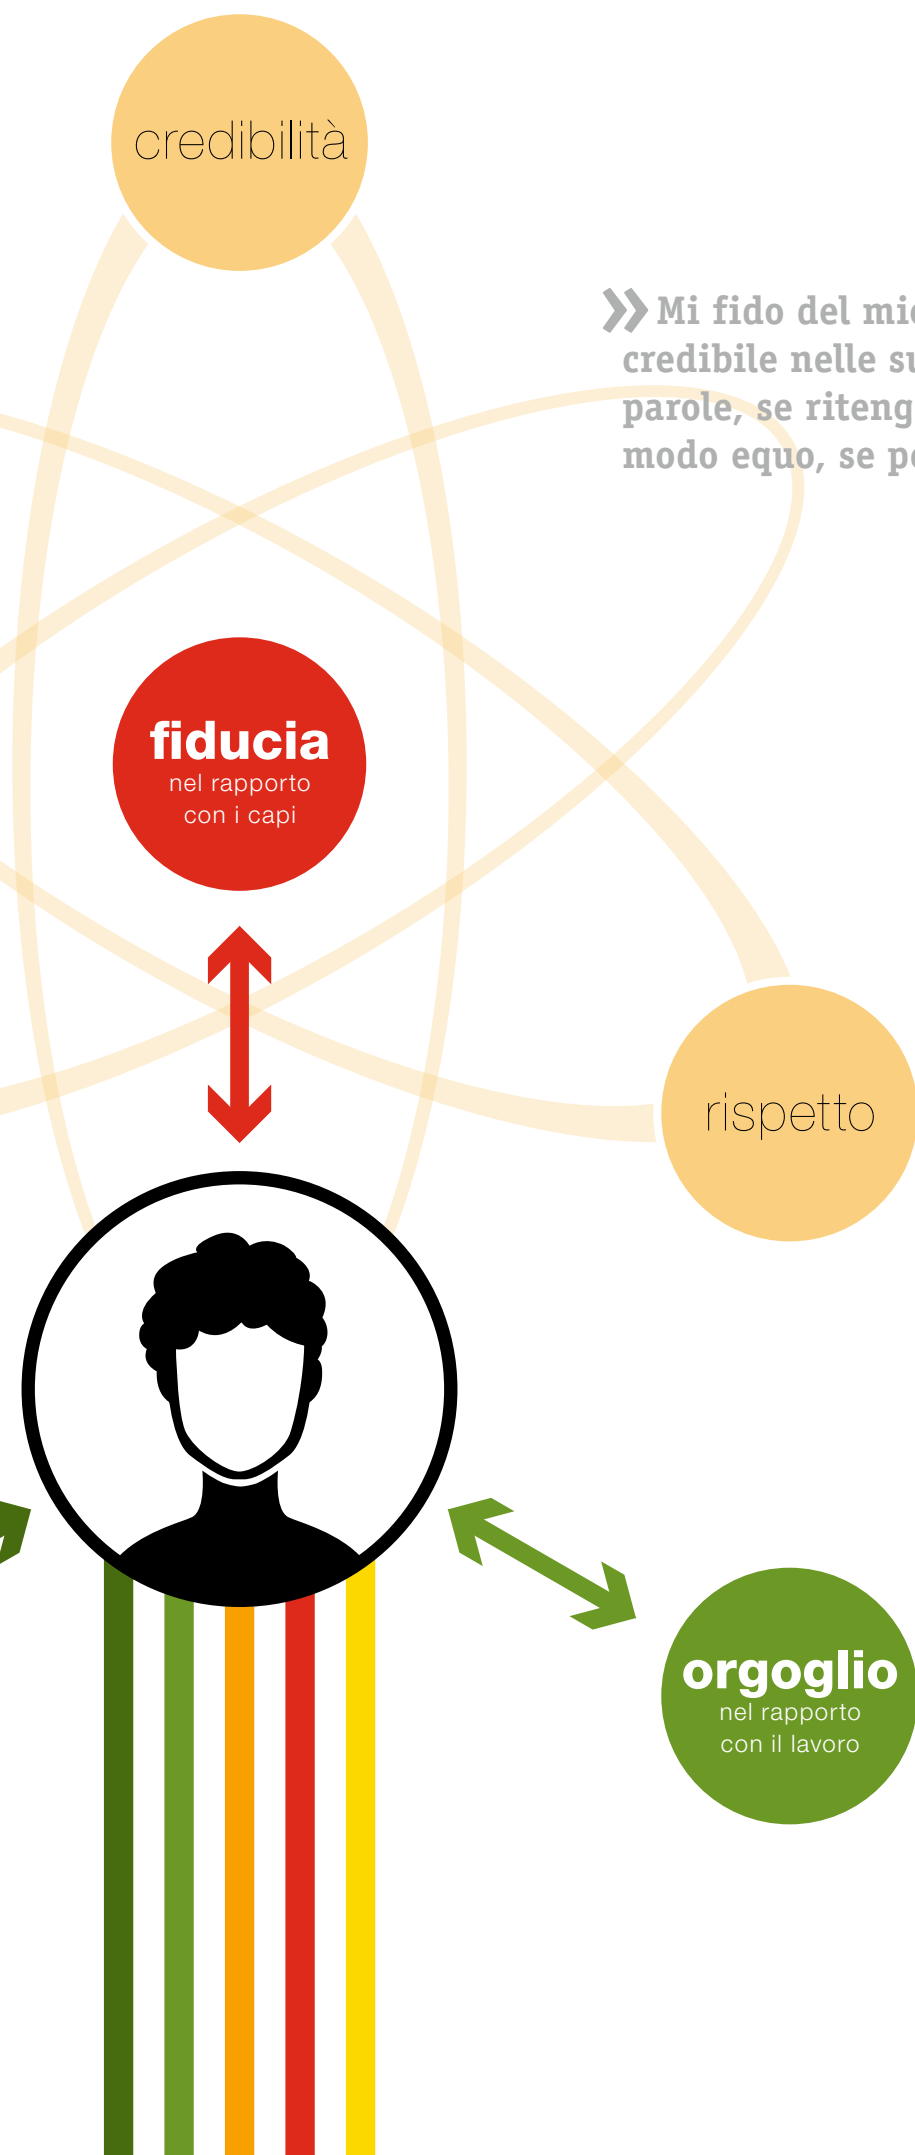 credibilità
Mi fido del
credibile nelle
parole, se
modo equo, se
fiducia
nel rapporto
con i capi
rispetto
orgoglio
nel rapporto
con il lavoro